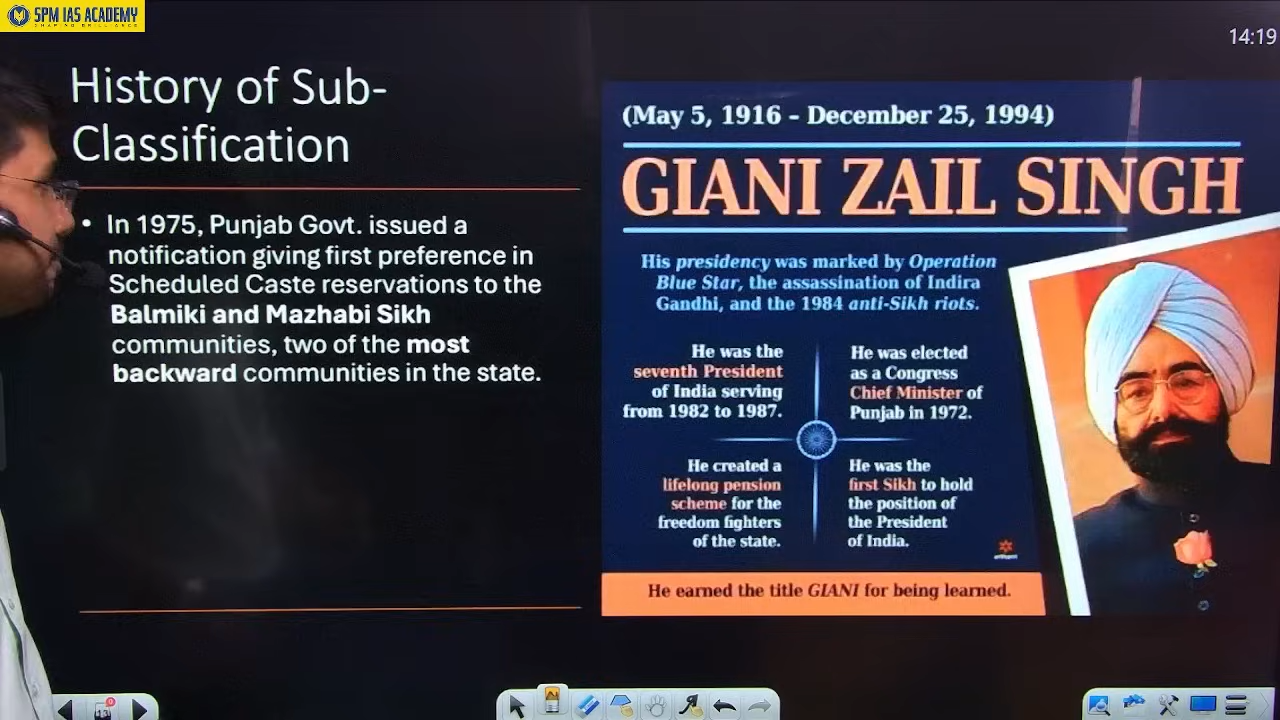 SPM IAS ACADEMY
SHAPING BRILLIANCE
14:19
History of Sub-
Classification
• In 1975, Punjab Govt. issued a
notification giving first preference in
Scheduled Caste reservations to the
Balmiki and Mazhabi Sikh
communities, two of the most
backward communities in the state.
(May 5, 1916 – December 25, 1994)
GIANI ZAIL SINGH
His presidency was marked by Operation
Blue Star, the assassination of Indira
Gandhi, and the 1984 anti-Sikh riots.
He was the
seventh President
of India serving
from 1982 to 1987.
He was elected
as a Congress
Chief Minister of
Punjab in 1972.
He created a
lifelong pension
scheme for the
freedom fighters
of the state.
He was the
first Sikh to hold
the position of
the President
of India.
He earned the title GIANI for being learned.